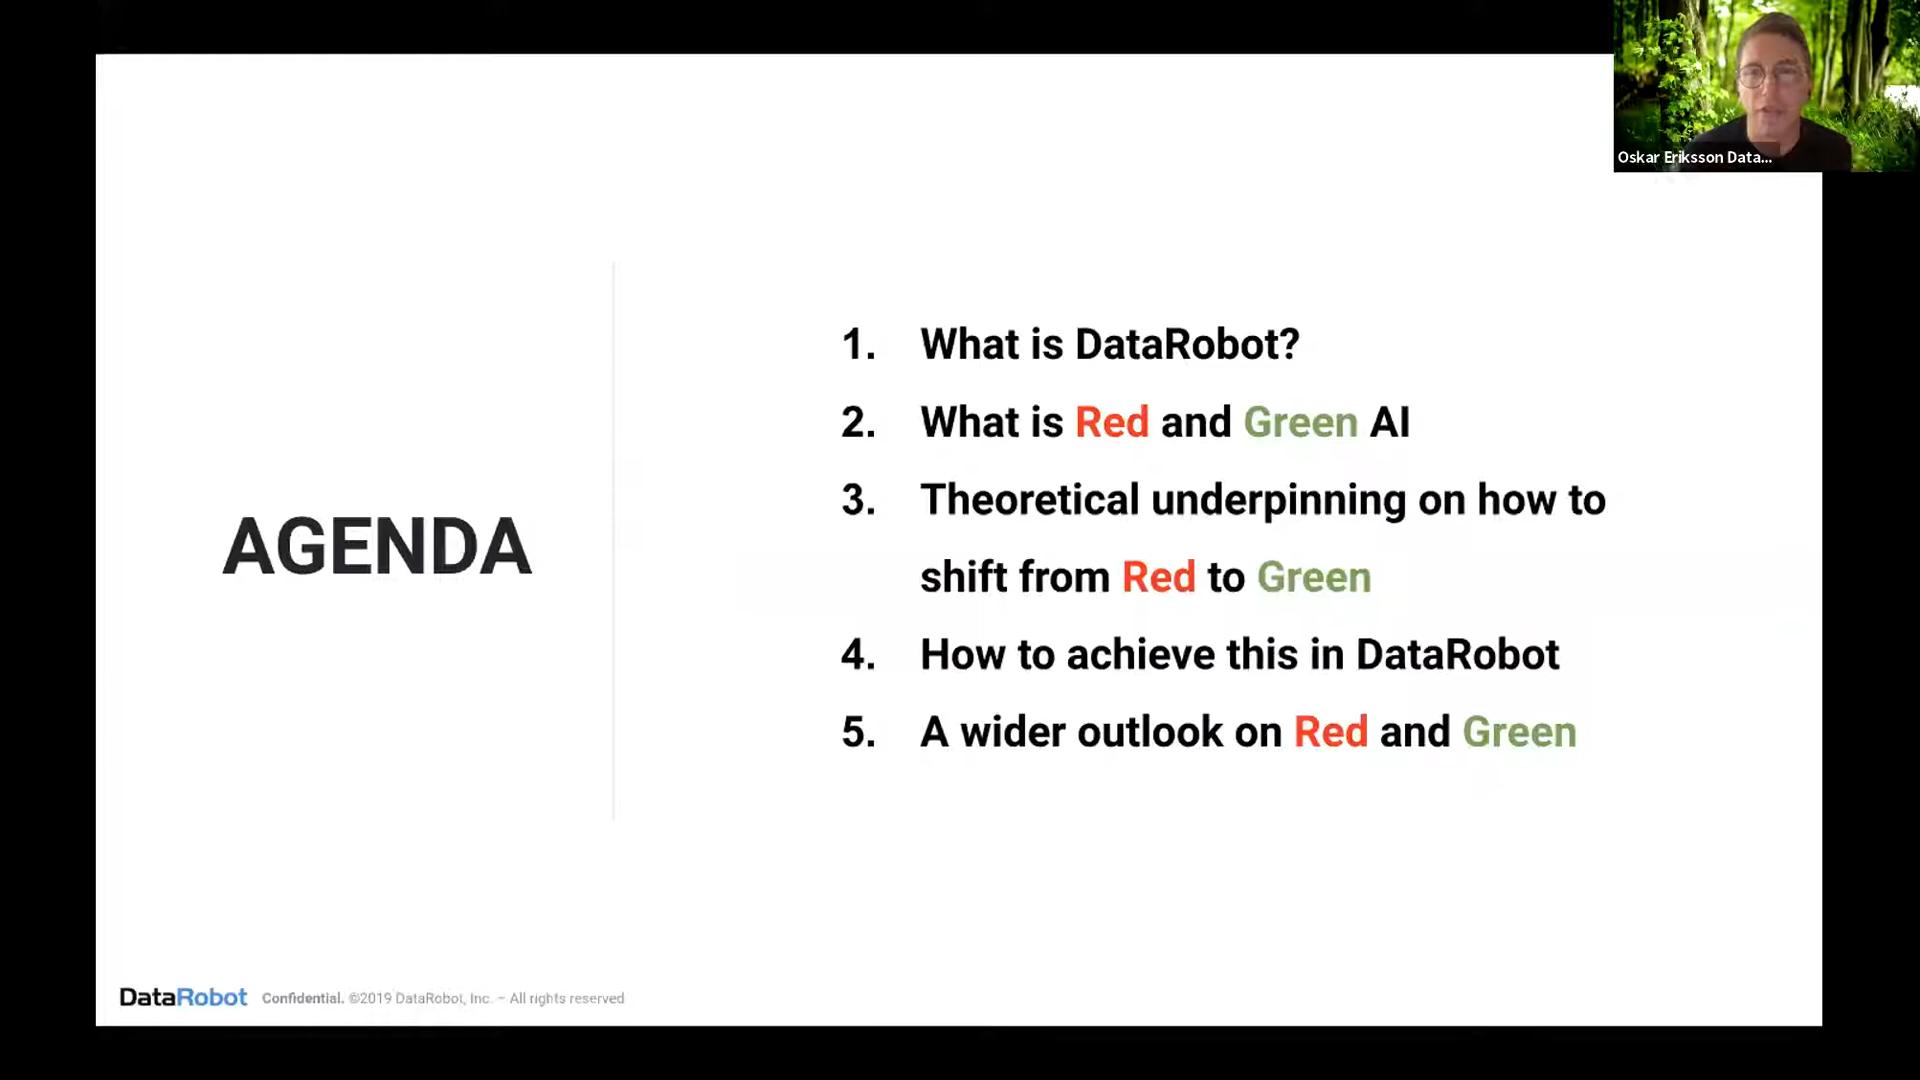 Oskar Eriksson Data...
AGENDA
1. What is DataRobot?
2. What is Red and Green AI
3. Theoretical underpinning on how to
shift from Red to Green
4. How to achieve this in DataRobot
5. A wider outlook on Red and Green
DataRobot Confidential. ©2019 DataRobot, Inc. – All rights reserved